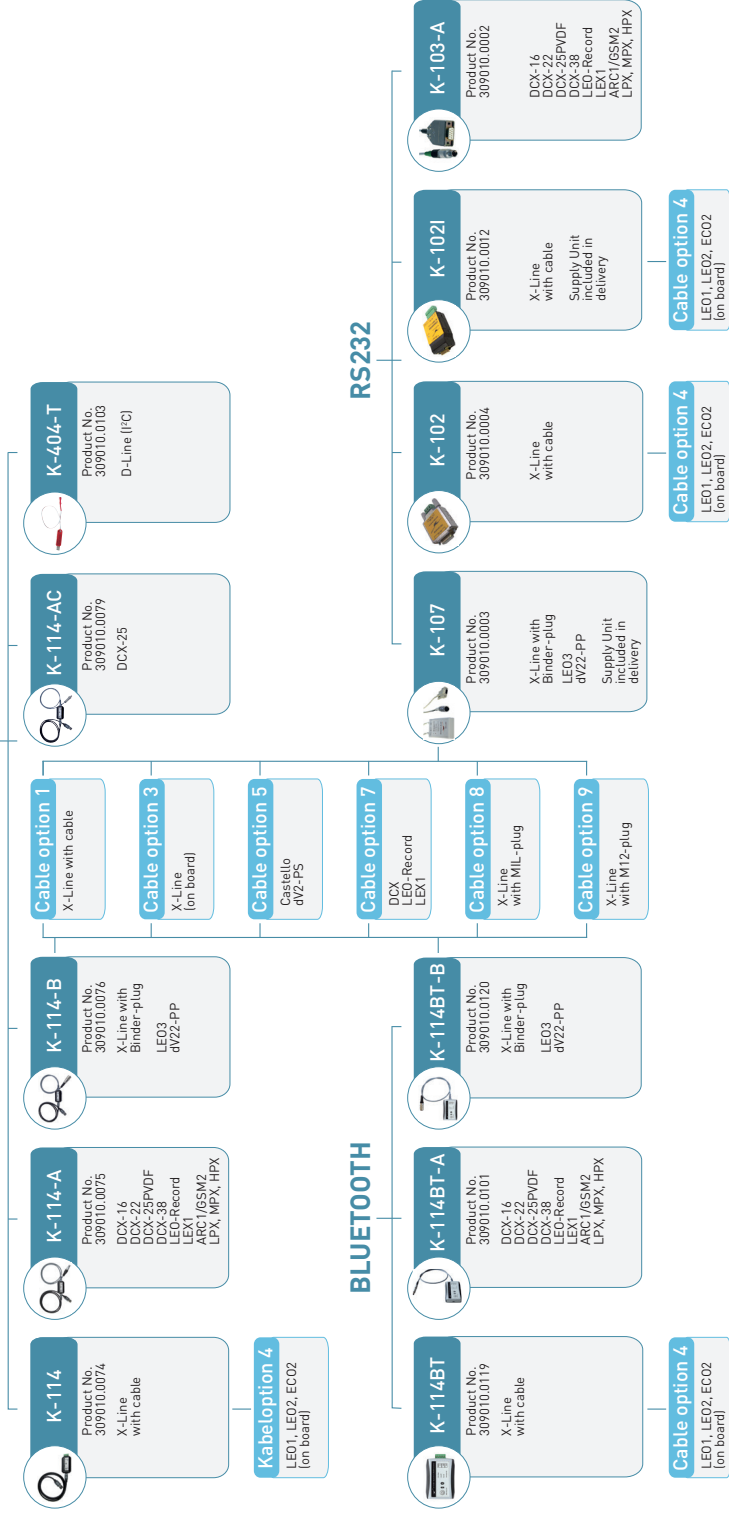 K-114
Product No.
309010.0074
X-Line
with cable
Kabeloption 4
LEO1, LEO2, ECO2
(on board)
K-114-A
Product No.
309010.0075
DCX-16
DCX-22
DCX-25PVDF
DCX-38
LEO-Record
LEX1
ARC1/GSM2
LPX, MPX, HPX
K-114-B
Product No.
309010.0076
X-Line with
Binder-plug
LEO3
dV22-PP
K-114-AC
Product No.
309010.0079
DCX-25
K-404-T
Product No.
309010.0103
D-Line (I²C)
Cable option 1
X-Line with cable
Cable option 3
X-Line
(on board)
Cable option 5
Castello
dV2-PS
Cable option 7
DCX
LEO-Record
LEX1
Cable option 8
X-Line
with MIL-plug
Cable option 9
X-Line
with M12-plug
BLUETOOTH
K-114BT
Product No.
309010.0119
X-Line
with cable
Cable option 4
LEO1, LEO2, ECO2
(on board)
K-114BT-A
Product No.
309010.0101
DCX-16
DCX-22
DCX-25PVDF
DCX-38
LEO-Record
LEX1
ARC1/GSM2
LPX, MPX, HPX
K-114BT-B
Product No.
309010.0120
X-Line with
Binder-plug
LEO3
dV22-PP
RS232
K-107
Product No.
309010.0003
X-Line with
Binder-plug
LEO3
dV22-PP
Supply Unit
included in
delivery
K-102
Product No.
309010.0004
X-Line
with cable
Cable option 4
LEO1, LEO2, ECO2
(on board)
K-102I
Product No.
309010.0012
X-Line
with cable
Supply Unit
included in
delivery
Cable option 4
LEO1, LEO2, ECO2
(on board)
K-103-A
Product No.
309010.0002
DCX-16
DCX-22
DCX-25PVDF
DCX-38
LEO-Record
LEX1
ARC1/GSM2
LPX, MPX, HPX